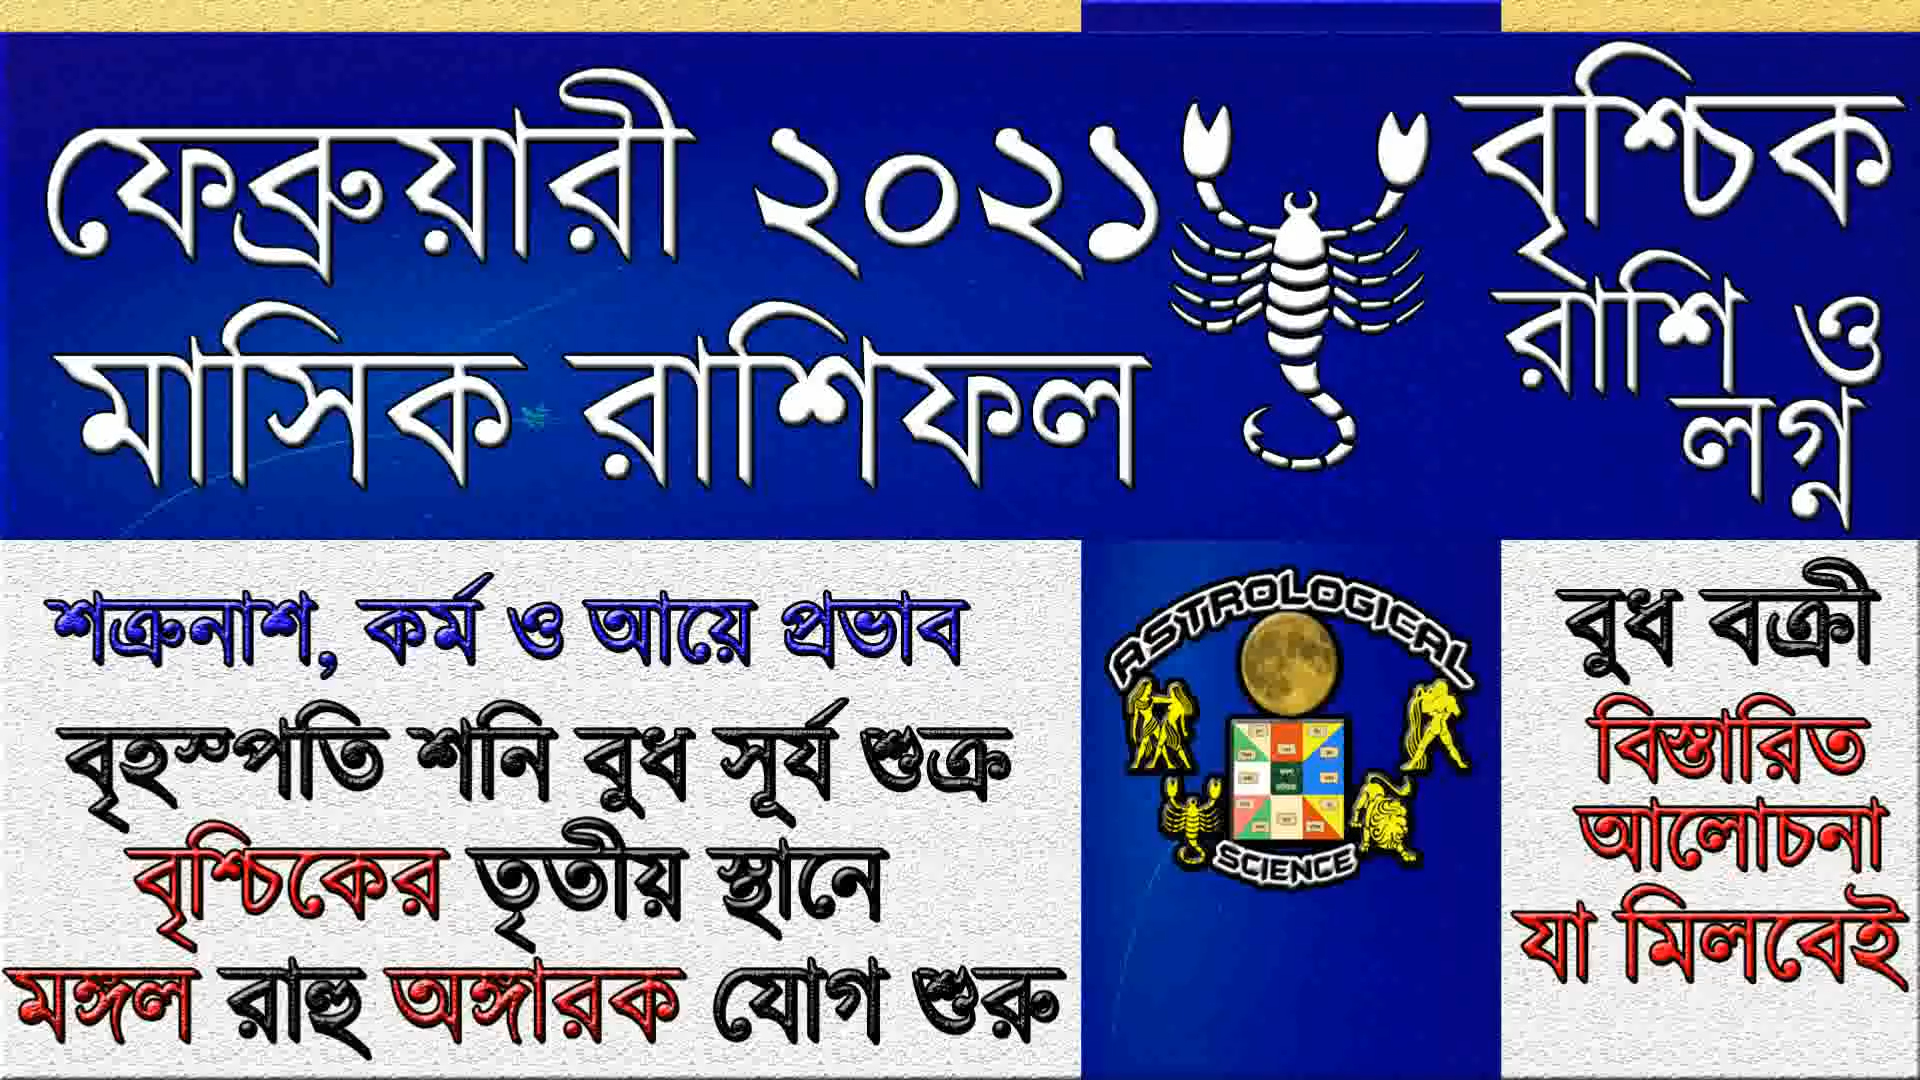 ফেব্রুয়ারী ২০২১
মাসিক রাশিফল
বৃশ্চিক
রাশি ও
লগ্ন
শত্রুনাশ, কর্ম ও আয়ে প্রভাব
বৃহস্পতি শনি বুধ সূর্য শুক্র
বৃশ্চিকের তৃতীয় স্থানে
মঙ্গল রাহু অঙ্গারক যোগ শুরু
ASTROLOGICAL
SCIENCE
বুধ বক্রী
বিস্তারিত
আলোচনা
যা মিলবেই